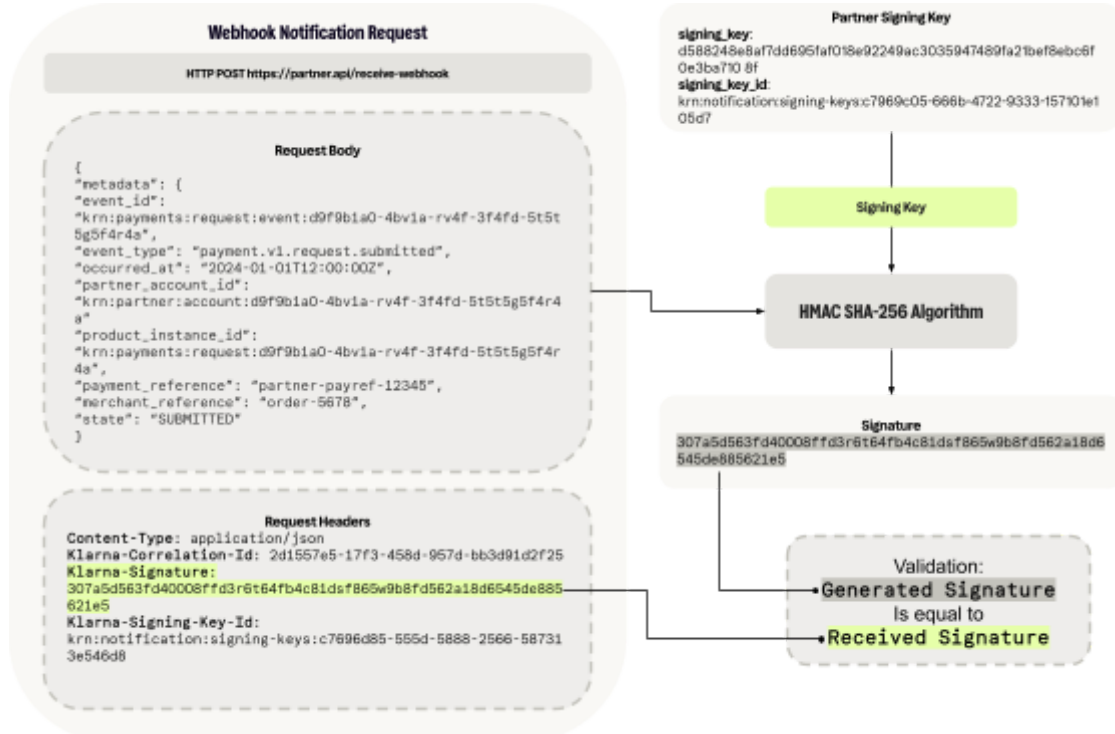 Webhook Notification Request
HTTP POST https://partner.api/receive-webhook
Request Body
{
"metadata": {
"event_id":
"krn:payments:request:event:d9f9b1a0-4bv1a-rv4f-3f4fd-5t5t
5g5f4r4a",
"event_type": "payment.v1.request.submitted",
"occurred_at": "2024-01-01T12:00:00Z",
"partner_account_id":
"krn:partner:account:d9f9b1a0-4bv1a-rv4f-3f4fd-5t5t5g5f4r4
a"
"product_instance_id":
"krn:payments:request:d9f9b1a0-4bv1a-rv4f-3f4fd-5t5t5g5f4r
4a",
"payment_reference": "partner-payref-12345",
"merchant_reference": "order-5678",
"state": "SUBMITTED"
}
Request Headers
Content-Type: application/json
Klarna-Correlation-Id: 2d1557e5-17f3-458d-957d-bb3d91d2f25
Klarna-Signature:
307a5d563fd40008ffd3r6t64fb4c81dsf865w9b8fd562a18d6545de885
621e5
Klarna-Signing-Key-Id:
krn:notification:signing-keys:c7696d85-555d-5888-2566-58731
3e546d8
Partner Signing Key
signing_key:
d588248e8af7dd695faf018e92249ac3035947489fa21bef8ebc6f
0e3ba710 8f
signing_key_id:
krn:notification:signing-keys:c7969c05-666b-4722-9333-157101e1
05d7
Signing Key
HMAC SHA-256 Algorithm
Signature
307a5d563fd40008ffd3r6t64fb4c81dsf865w9b8fd562a18d6
545de885621e5
Validation:
Generated Signature
Is equal to
Received Signature